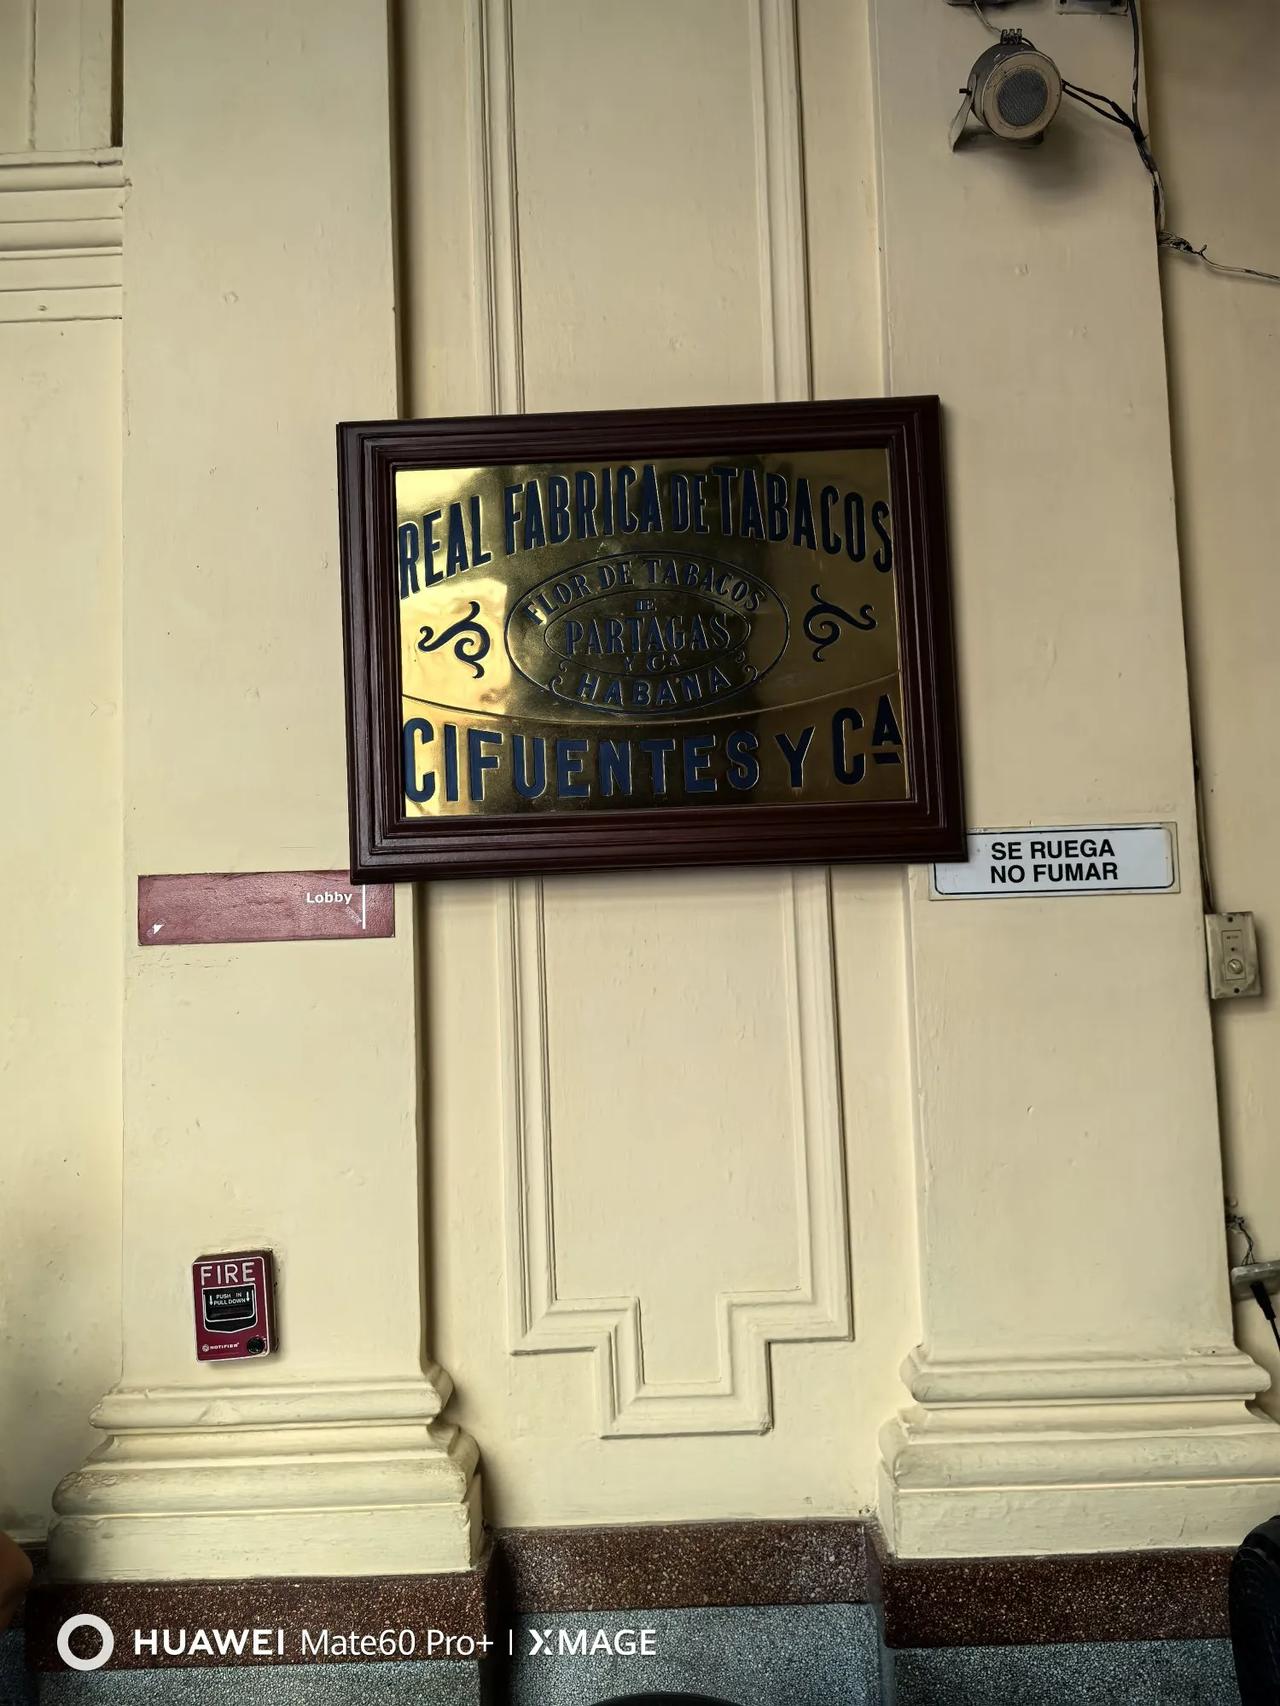 REAL FABRICA DE TABACOS
FLOR DE TABACOS
DE
PARTAGAS
Y Cª
HABANA
CIFUENTES Y Cª
SE RUEGA
NO FUMAR
Lobby
FIRE
PUSH IN
PULL DOWN
NOTIFIER
HUAWEI Mate60 Pro+ | XMAGE